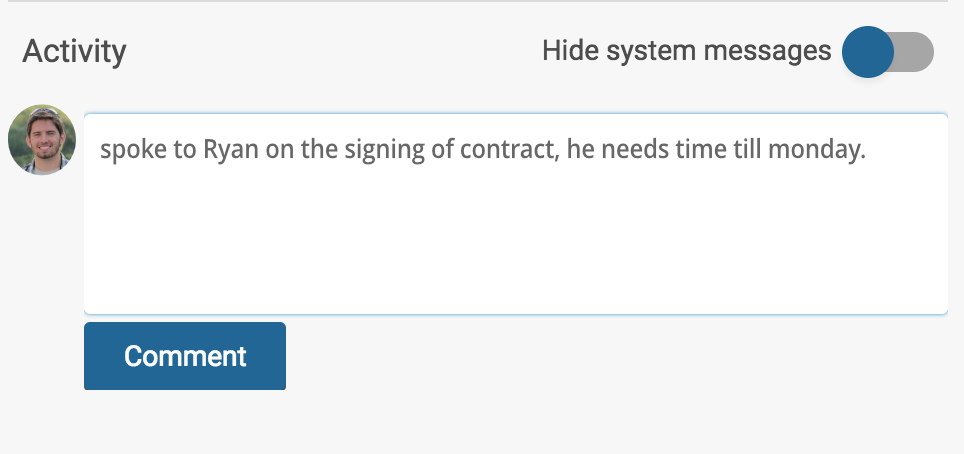 Activity
Hide system messages
spoke to Ryan on the signing of contract, he needs time till monday.
Comment